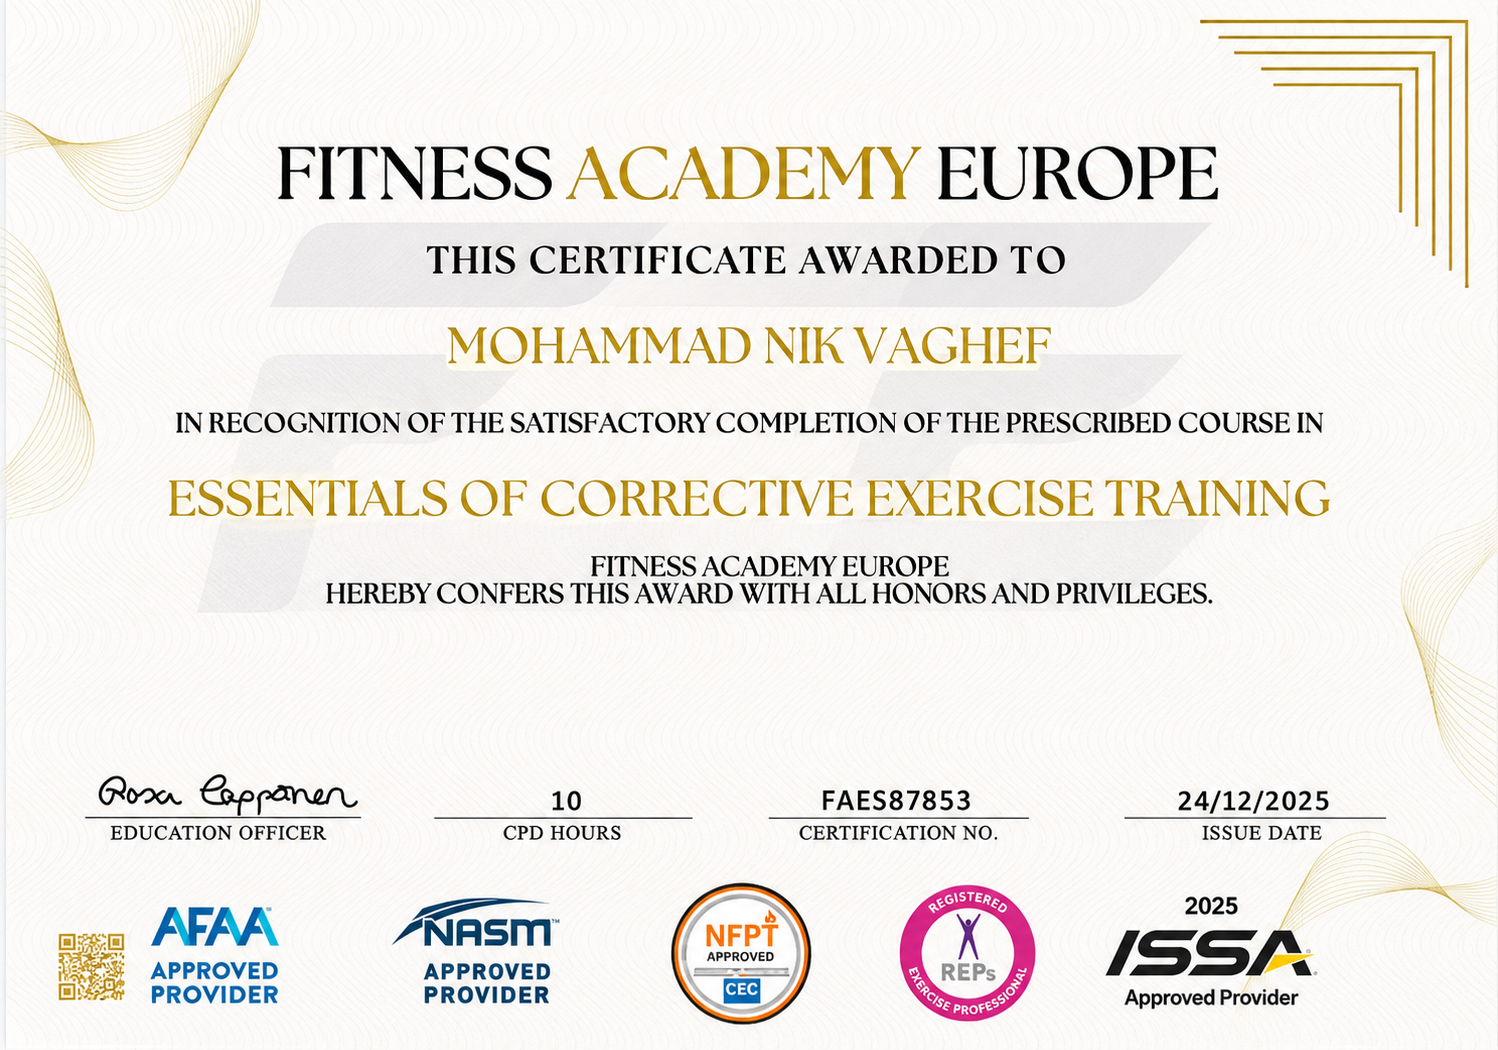 FITNESS ACADEMY EUROPE
THIS CERTIFICATE AWARDED TO
MOHAMMAD NIK VAGHEF
IN RECOGNITION OF THE SATISFACTORY COMPLETION OF THE PRESCRIBED COURSE IN
ESSENTIALS OF CORRECTIVE EXERCISE TRAINING
FITNESS ACADEMY EUROPE
HEREBY CONFERS THIS AWARD WITH ALL HONORS AND PRIVILEGES.
Rosa Lappanen
EDUCATION OFFICER
10
CPD HOURS
FAES87853
CERTIFICATION NO.
24/12/2025
ISSUE DATE
AFAA
APPROVED
PROVIDER
NASM™
APPROVED
PROVIDER
NFPT
APPROVED
CEC
REGISTERED
REPs
EXERCISE PROFESSIONAL
2025
ISSA
Approved Provider